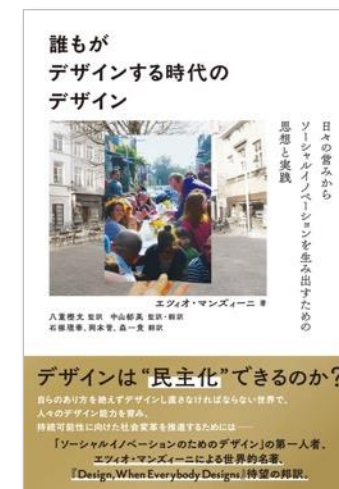 誰もが
デザインする時代の
デザイン
日々の営みから
ソーシャルイノベーションを生み出すための
思想と実践
エツィオ・マンズィーニ 著
八重樫文 監訳 中山郁英 監訳・翻訳
石塚理華、岡本晋、森一貴 翻訳
デザインは“民主化”できるのか?
自らのあり方を絶えずデザインし直さなければならない世界で、
人々のデザイン能力を育み、
持続可能性に向けた社会変革を推進するためには——
「ソーシャルイノベーションのためのデザイン」の第一人者、
エツィオ・マンズィーニによる世界的名著、
『Design, When Everybody Designs』待望の邦訳。